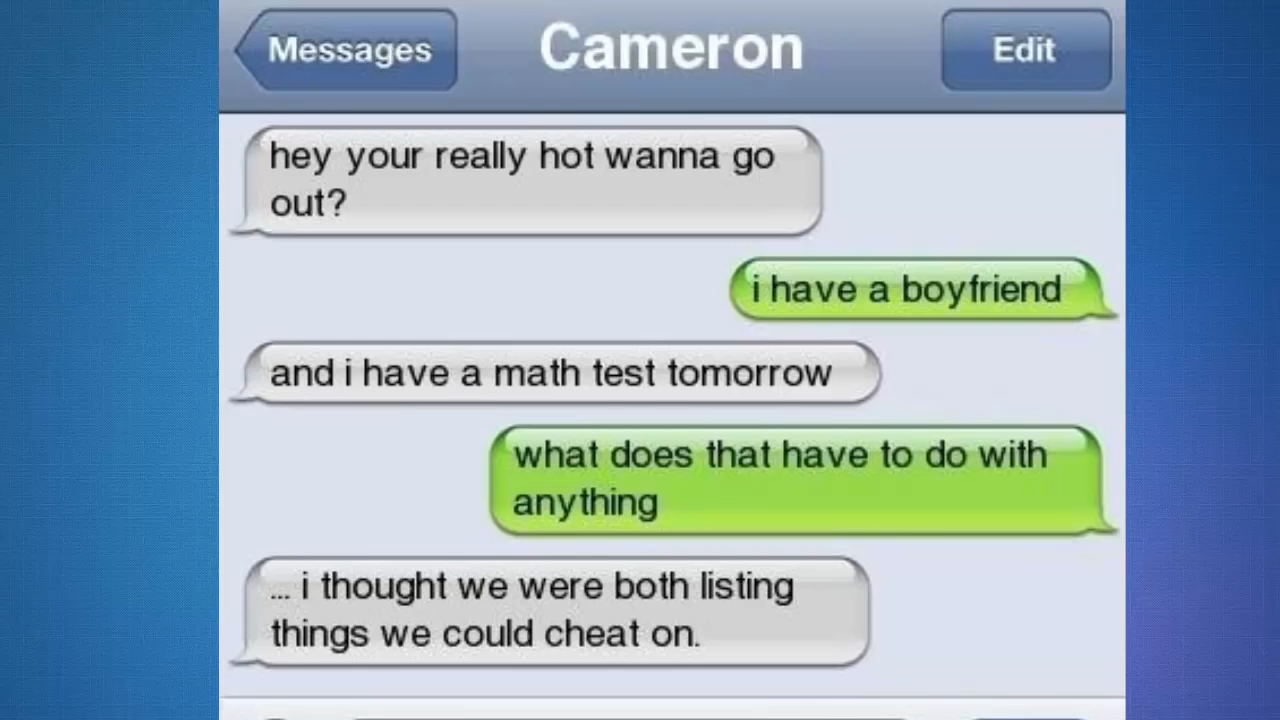 Messages
Cameron
Edit
hey your really hot wanna go
out?
i have a boyfriend
and i have a math test tomorrow
what does that have to do with
anything
... i thought we were both listing
things we could cheat on.